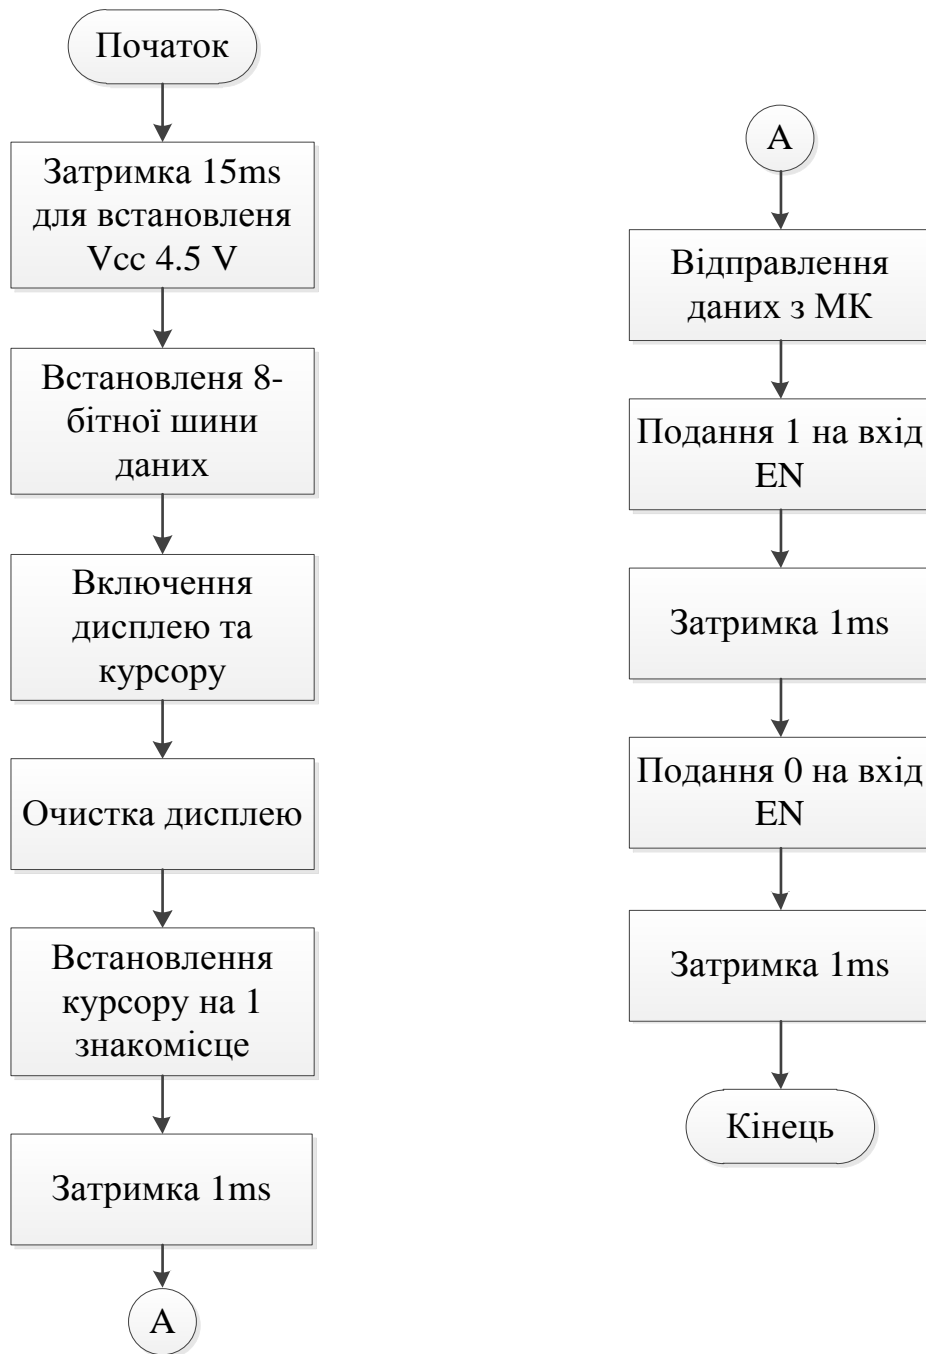 Початок
Затримка 15ms
для встановленя
Vcc 4.5 V
Встановленя 8-
бітної шини
даних
Включення
дисплею та
курсору
Очистка дисплею
Встановлення
курсору на 1
знакомісце
Затримка 1ms
А
А
Відправлення
даних з МК
Подання 1 на вхід
EN
Затримка 1ms
Подання 0 на вхід
EN
Затримка 1ms
Кінець